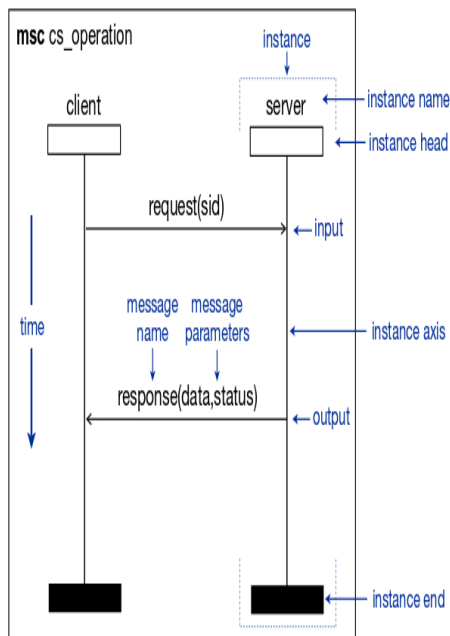 msc cs_operation
instance
client
server
instance name
instance head
request(sid)
input
time
message name
message parameters
instance axis
response(data,status)
output
instance end